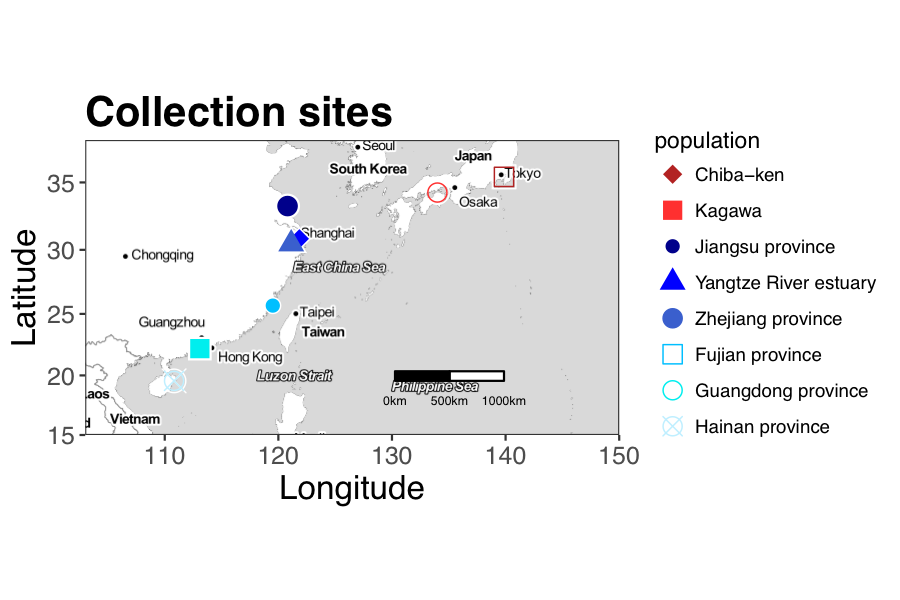 Collection sites
Latitude
35
30
25
20
15
110
120
130
140
150
Longitude
Seoul
South Korea
Japan
Tokyo
Osaka
Shanghai
Chongqing
East China Sea
Guangzhou
Taipei
Taiwan
Hong Kong
Luzon Strait
Philippine Sea
0km
500km
1000km
aos
Vietnam
d
population
Chiba−ken
Kagawa
Jiangsu province
Yangtze River estuary
Zhejiang province
Fujian province
Guangdong province
Hainan province